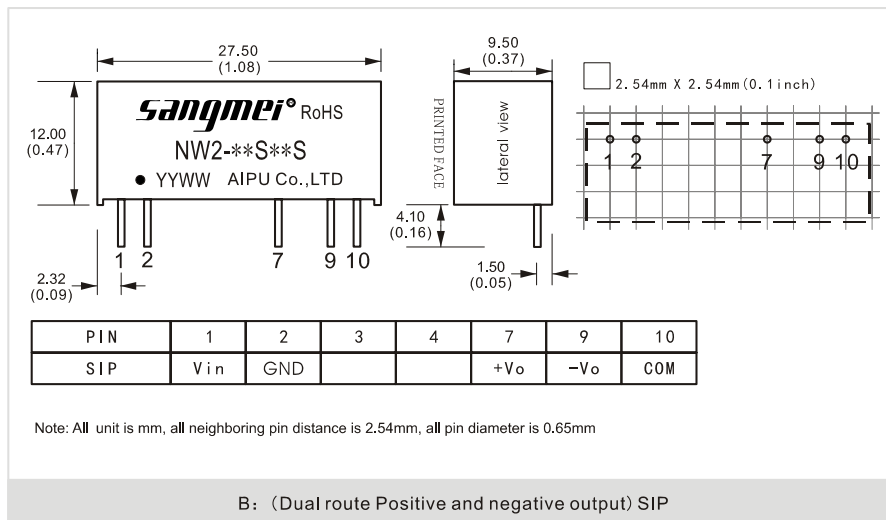 27.50
(1.08)
12.00
(0.47)
sangmei® RoHS
NW2-**S**S
● YYWW AIPU Co.,LTD
1 2 7 9 10
2.32
(0.09)
9.50
(0.37)
PRINTED FACE
lateral view
4.10
(0.16)
1.50
(0.05)
2.54mm X 2.54mm(0.1inch)
1 2 7 9 10
PIN 1 2 3 4 7 9 10
SIP Vin GND +Vo -Vo COM
Note: All unit is mm, all neighboring pin distance is 2.54mm, all pin diameter is 0.65mm
B: (Dual route Positive and negative output) SIP